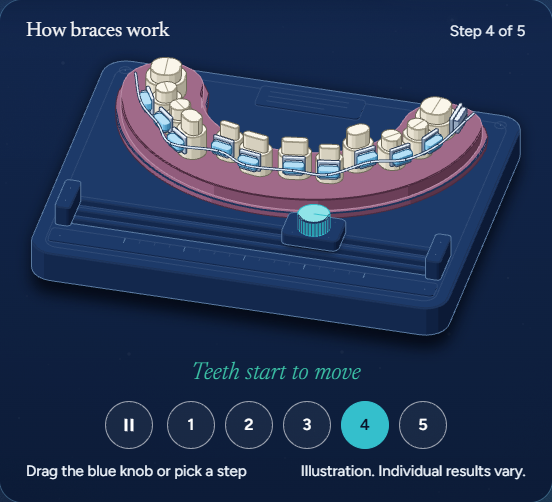 How braces work
Step 4 of 5
Teeth start to move
1 2 3 4 5
Drag the blue knob or pick a step
Illustration. Individual results vary.